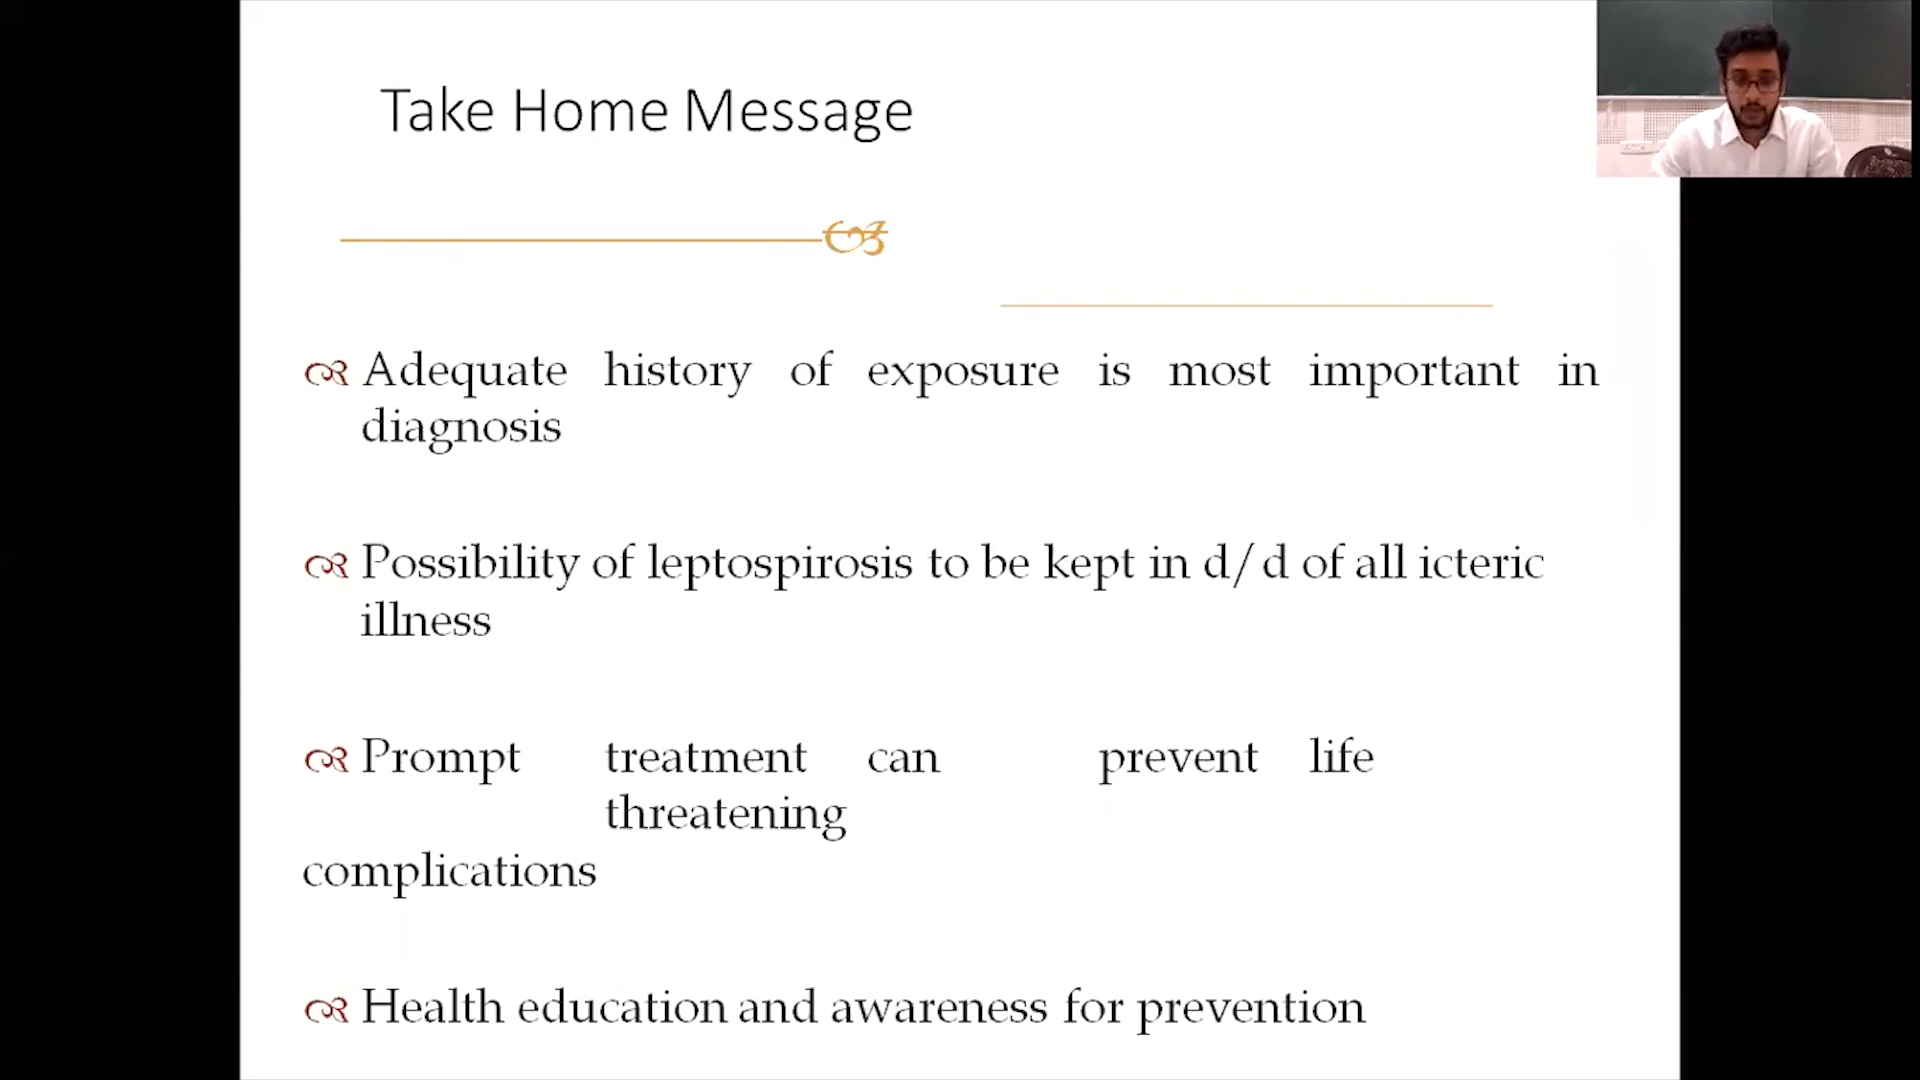 Take Home Message
Adequate history of exposure is most important in
diagnosis
Possibility of leptospirosis to be kept in d/d of all icteric
illness
Prompt treatment can prevent life
threatening
complications
Health education and awareness for prevention